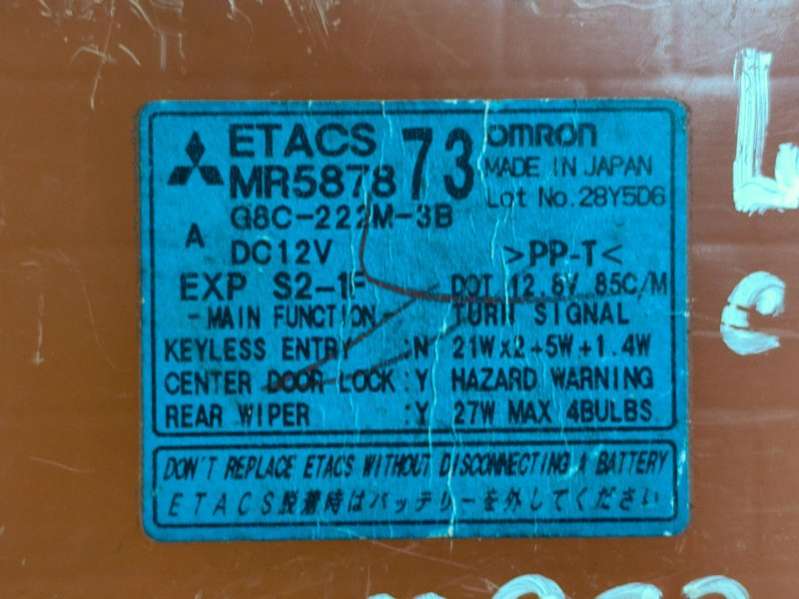 ETACS 73 omron
MR5878 MADE IN JAPAN
Lot No.28Y5D6
A G8C-222M-3B
DC12V >PP-T<
EXP S2-1F DOT 12.8V 85C/M
-MAIN FUNCTION- TURN SIGNAL
KEYLESS ENTRY :N 21W×2+5W+1.4W
CENTER DOOR LOCK :Y HAZARD WARNING
REAR WIPER :Y 27W MAX 4BULBS
DON'T REPLACE ETACS WITHOUT DISCONNECTING A BATTERY
ETACS脱着時はバッテリーを外してください
L
C